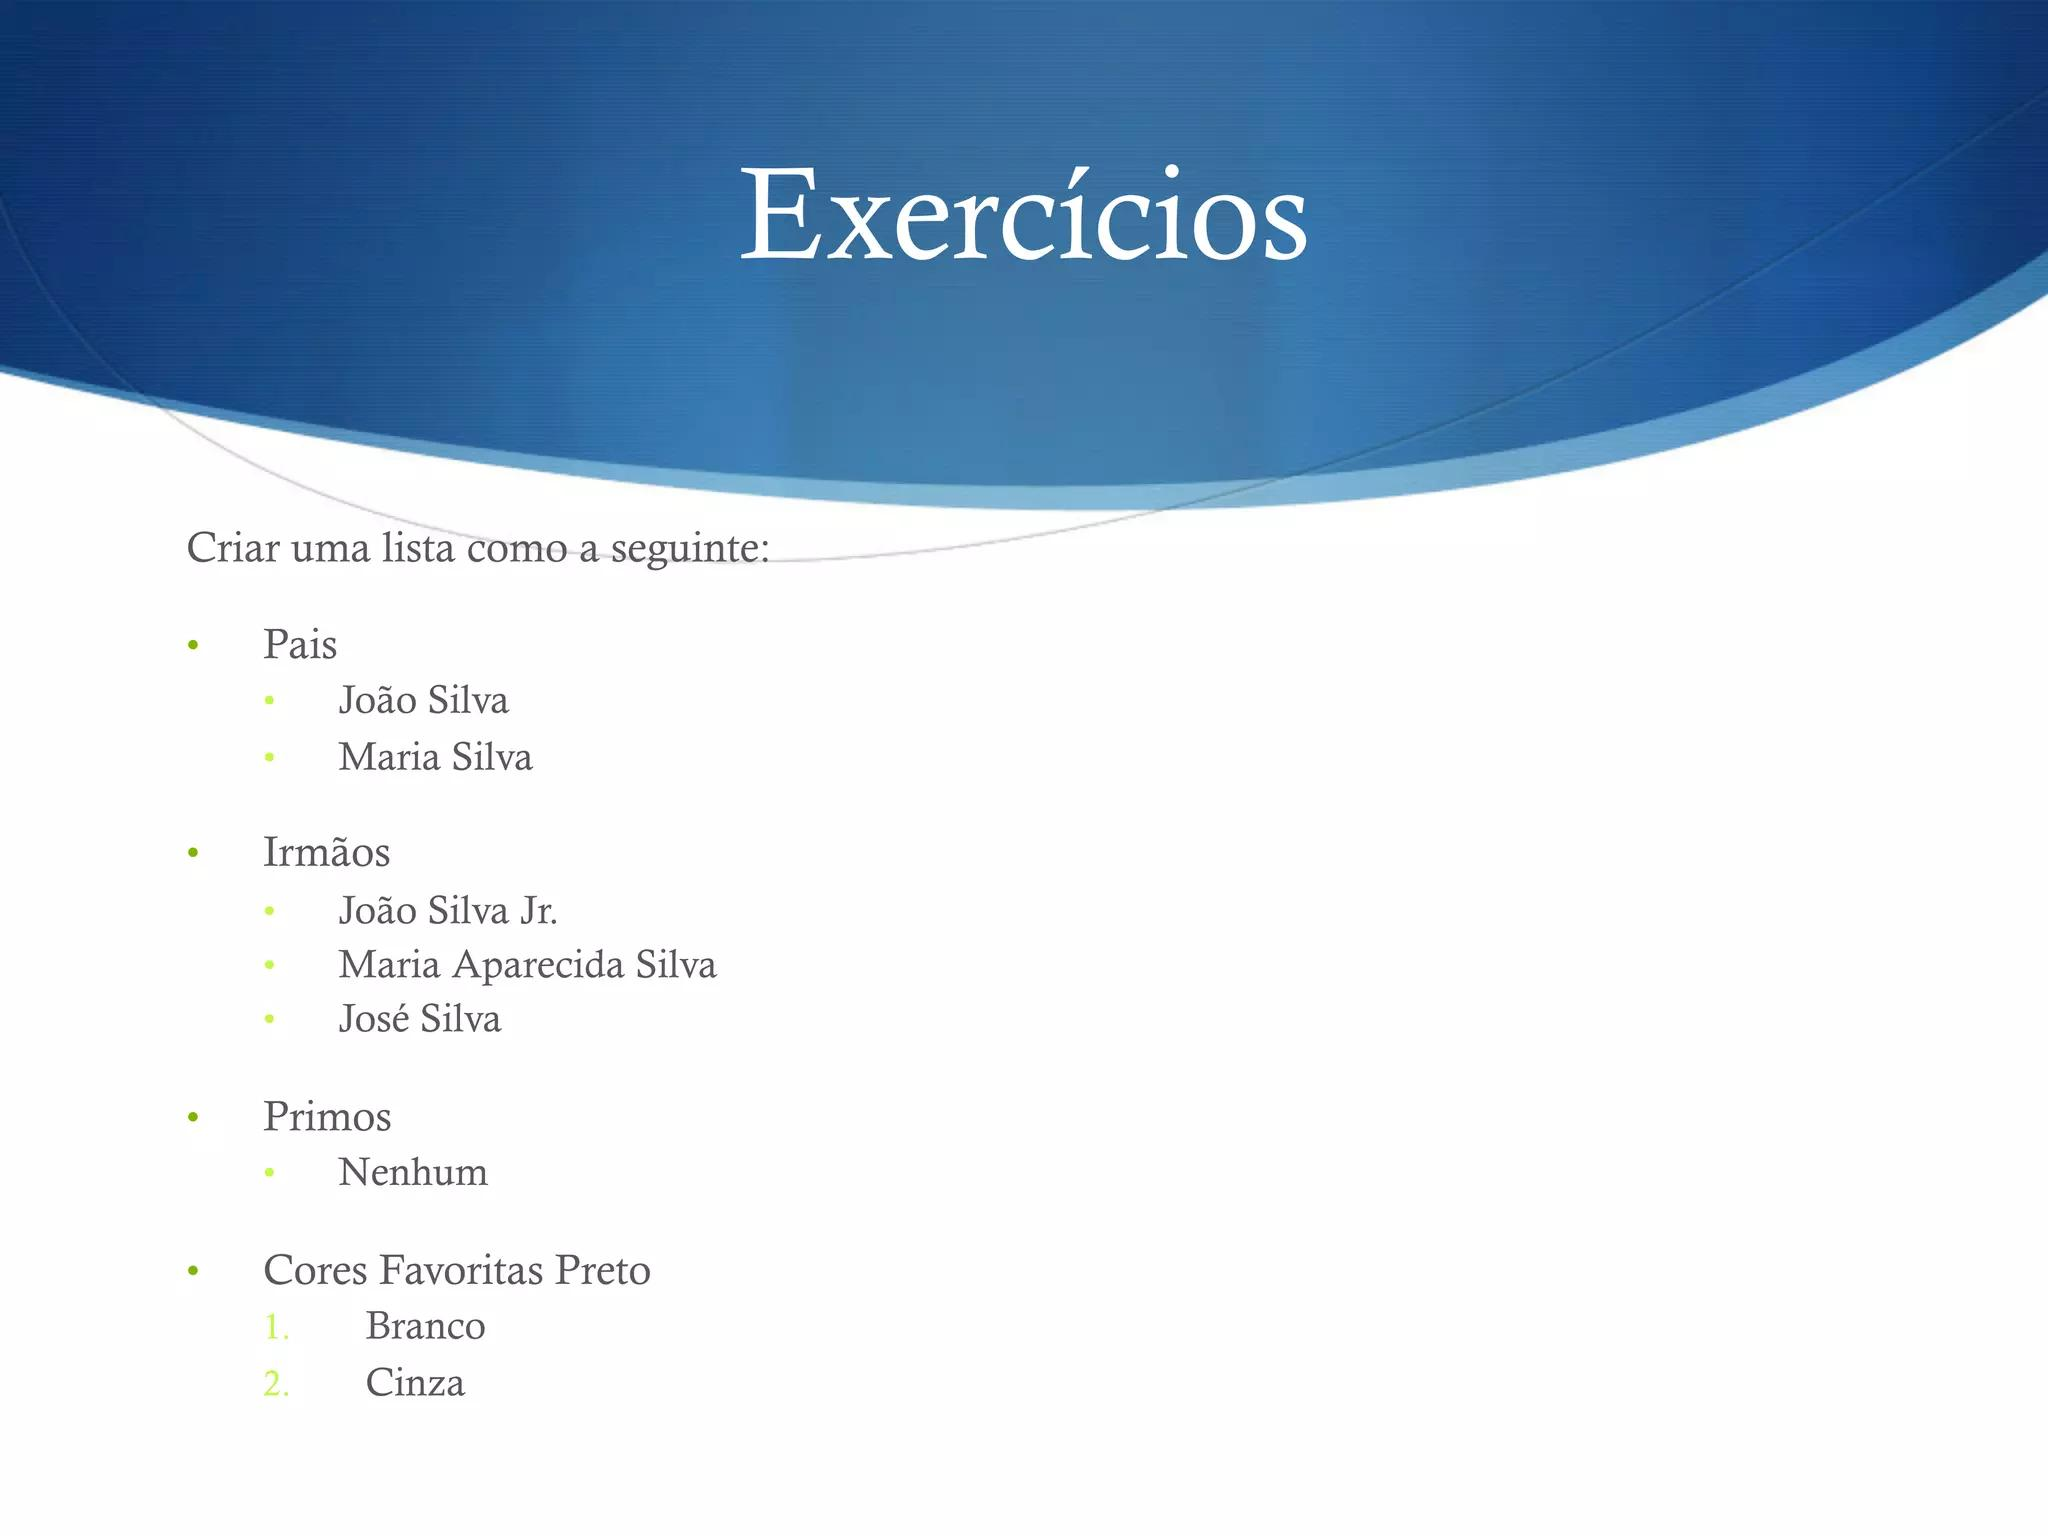 Exercícios
Criar uma lista como a seguinte:
• Pais
• João Silva
• Maria Silva
• Irmãos
• João Silva Jr.
• Maria Aparecida Silva
• José Silva
• Primos
• Nenhum
• Cores Favoritas Preto
1. Branco
2. Cinza